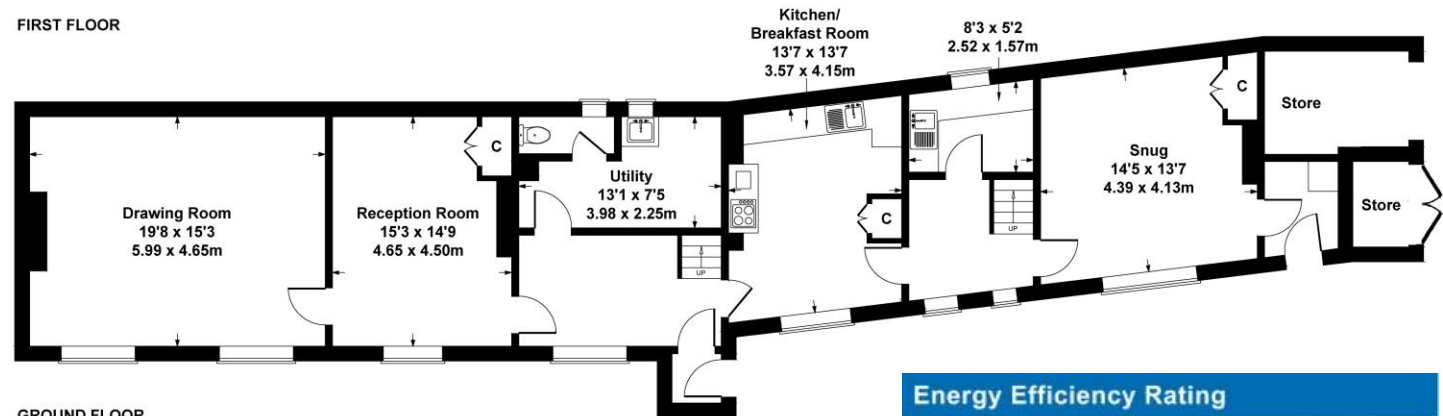 FIRST FLOOR
Kitchen/
Breakfast Room
13'7 x 13'7
3.57 x 4.15m
8'3 x 5'2
2.52 x 1.57m
C
Store
C
Utility
13'1 x 7'5
3.98 x 2.25m
Snug
14'5 x 13'7
4.39 x 4.13m
Drawing Room
19'8 x 15'3
5.99 x 4.65m
Reception Room
15'3 x 14'9
4.65 x 4.50m
C
Store
UP
UP
GROUND FLOOR
Energy Efficiency Rating